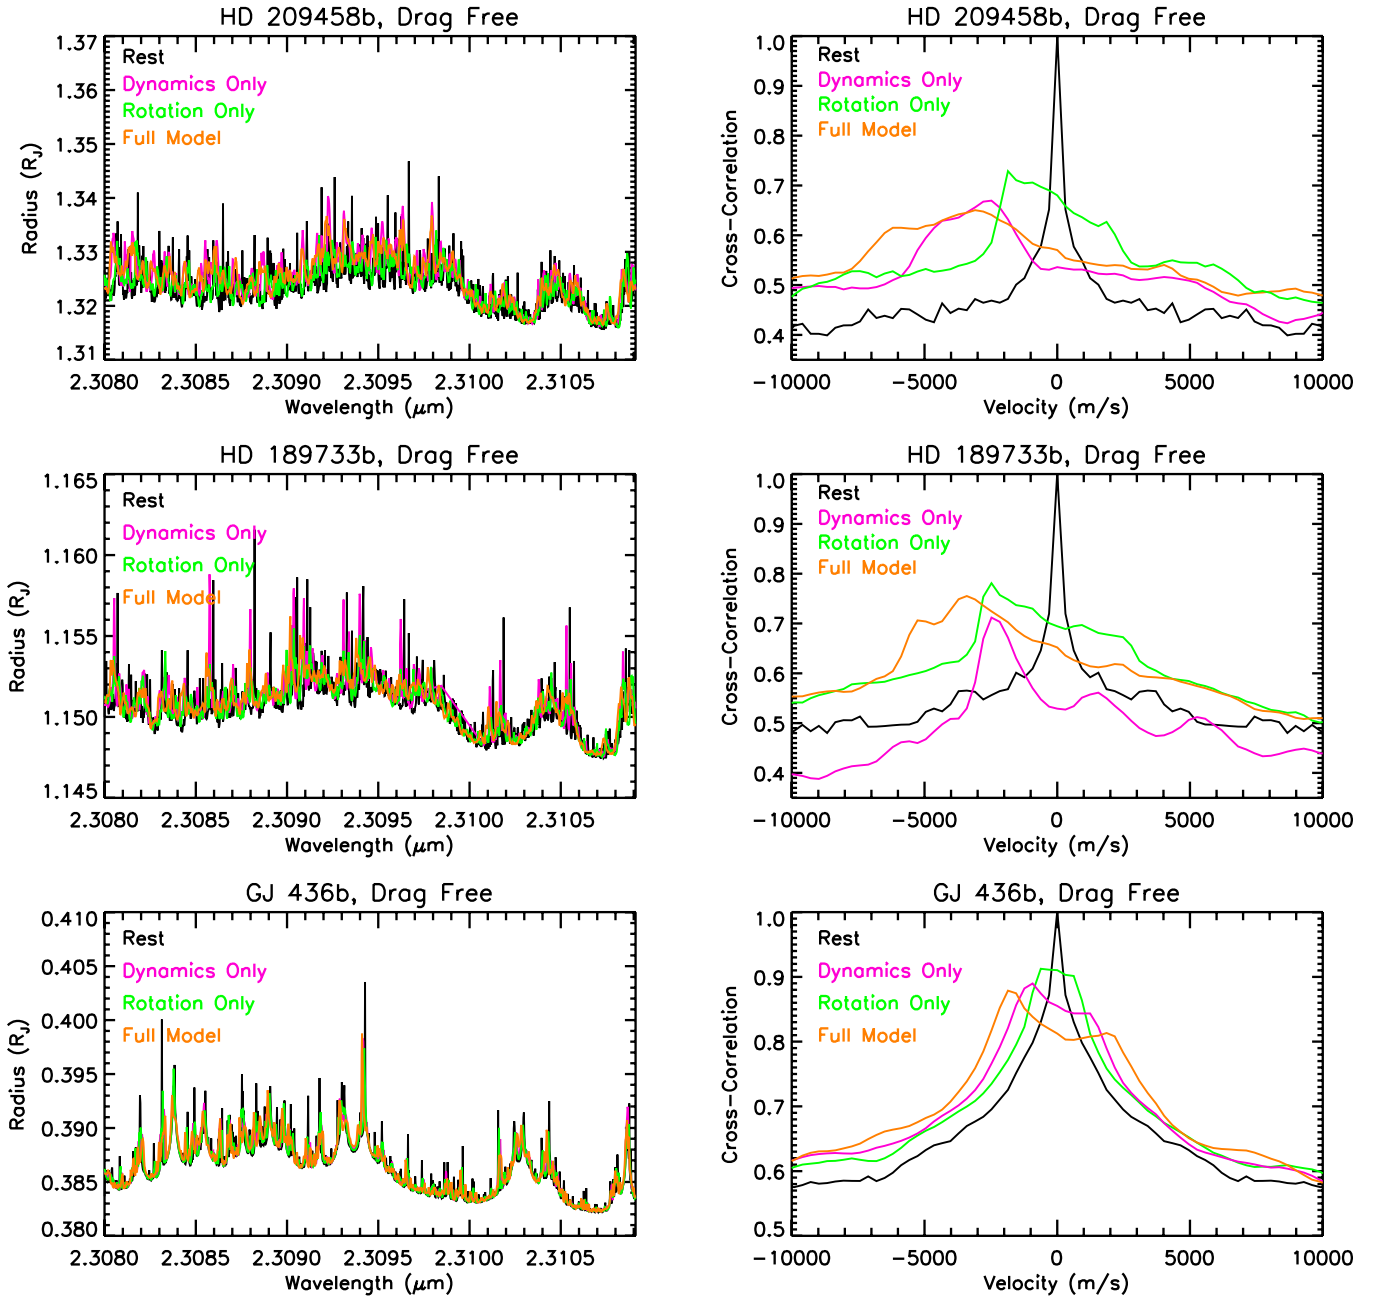 HD 209458b, Drag Free
1.37
1.36
1.35
1.34
1.33
1.32
1.31
Radius (RJ)
Rest
Dynamics Only
Rotation Only
Full Model
2.3080 2.3085 2.3090 2.3095 2.3100 2.3105
Wavelength (μm)
HD 209458b, Drag Free
1.0
0.9
0.8
0.7
0.6
0.5
0.4
Cross-Correlation
Rest
Dynamics Only
Rotation Only
Full Model
-10000 -5000 0 5000 10000
Velocity (m/s)
HD 189733b, Drag Free
1.165
1.160
1.155
1.150
1.145
Radius (RJ)
Rest
Dynamics Only
Rotation Only
Full Model
2.3080 2.3085 2.3090 2.3095 2.3100 2.3105
Wavelength (μm)
HD 189733b, Drag Free
1.0
0.9
0.8
0.7
0.6
0.5
0.4
Cross-Correlation
Rest
Dynamics Only
Rotation Only
Full Model
-10000 -5000 0 5000 10000
Velocity (m/s)
GJ 436b, Drag Free
0.410
0.405
0.400
0.395
0.390
0.385
0.380
Radius (RJ)
Rest
Dynamics Only
Rotation Only
Full Model
2.3080 2.3085 2.3090 2.3095 2.3100 2.3105
Wavelength (μm)
GJ 436b, Drag Free
1.0
0.9
0.8
0.7
0.6
0.5
Cross-Correlation
Rest
Dynamics Only
Rotation Only
Full Model
-10000 -5000 0 5000 10000
Velocity (m/s)